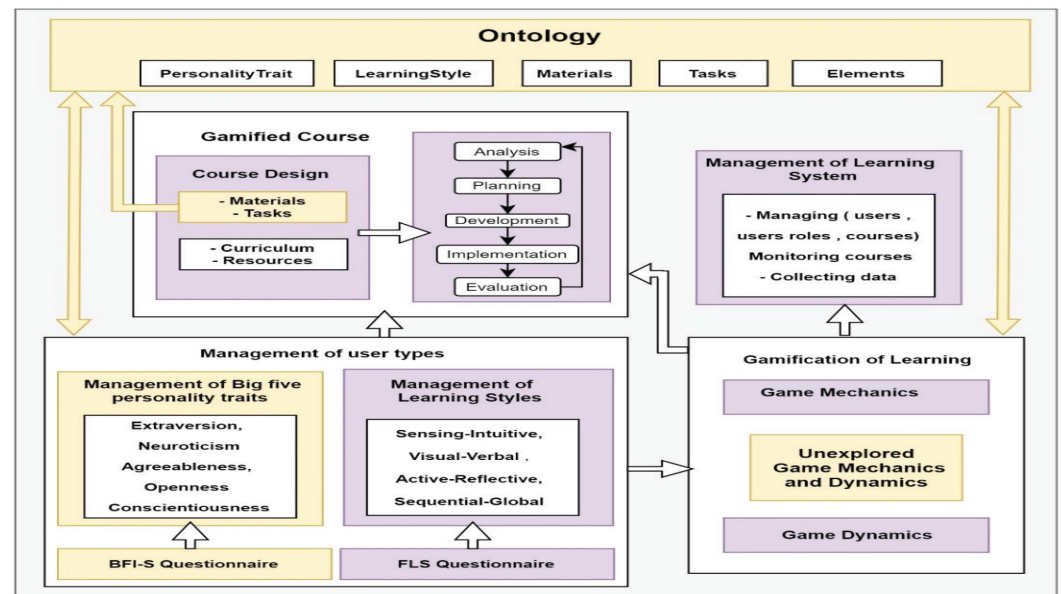 Ontology
PersonalityTrait
LearningStyle
Materials
Tasks
Elements
Gamified Course
Course Design
- Materials
- Tasks
- Curriculum
- Resources
Analysis
Planning
Development
Implementation
Evaluation
Management of Learning
System
- Managing ( users ,
users roles , courses)
Monitoring courses
- Collecting data
Management of user types
Management of Big five
personality traits
Extraversion,
Neuroticism
Agreeableness,
Openness
Conscientiousness
BFI-S Questionnaire
Management of
Learning Styles
Sensing-Intuitive,
Visual-Verbal ,
Active-Reflective,
Sequential-Global
FLS Questionnaire
Gamification of Learning
Game Mechanics
Unexplored
Game Mechanics
and Dynamics
Game Dynamics